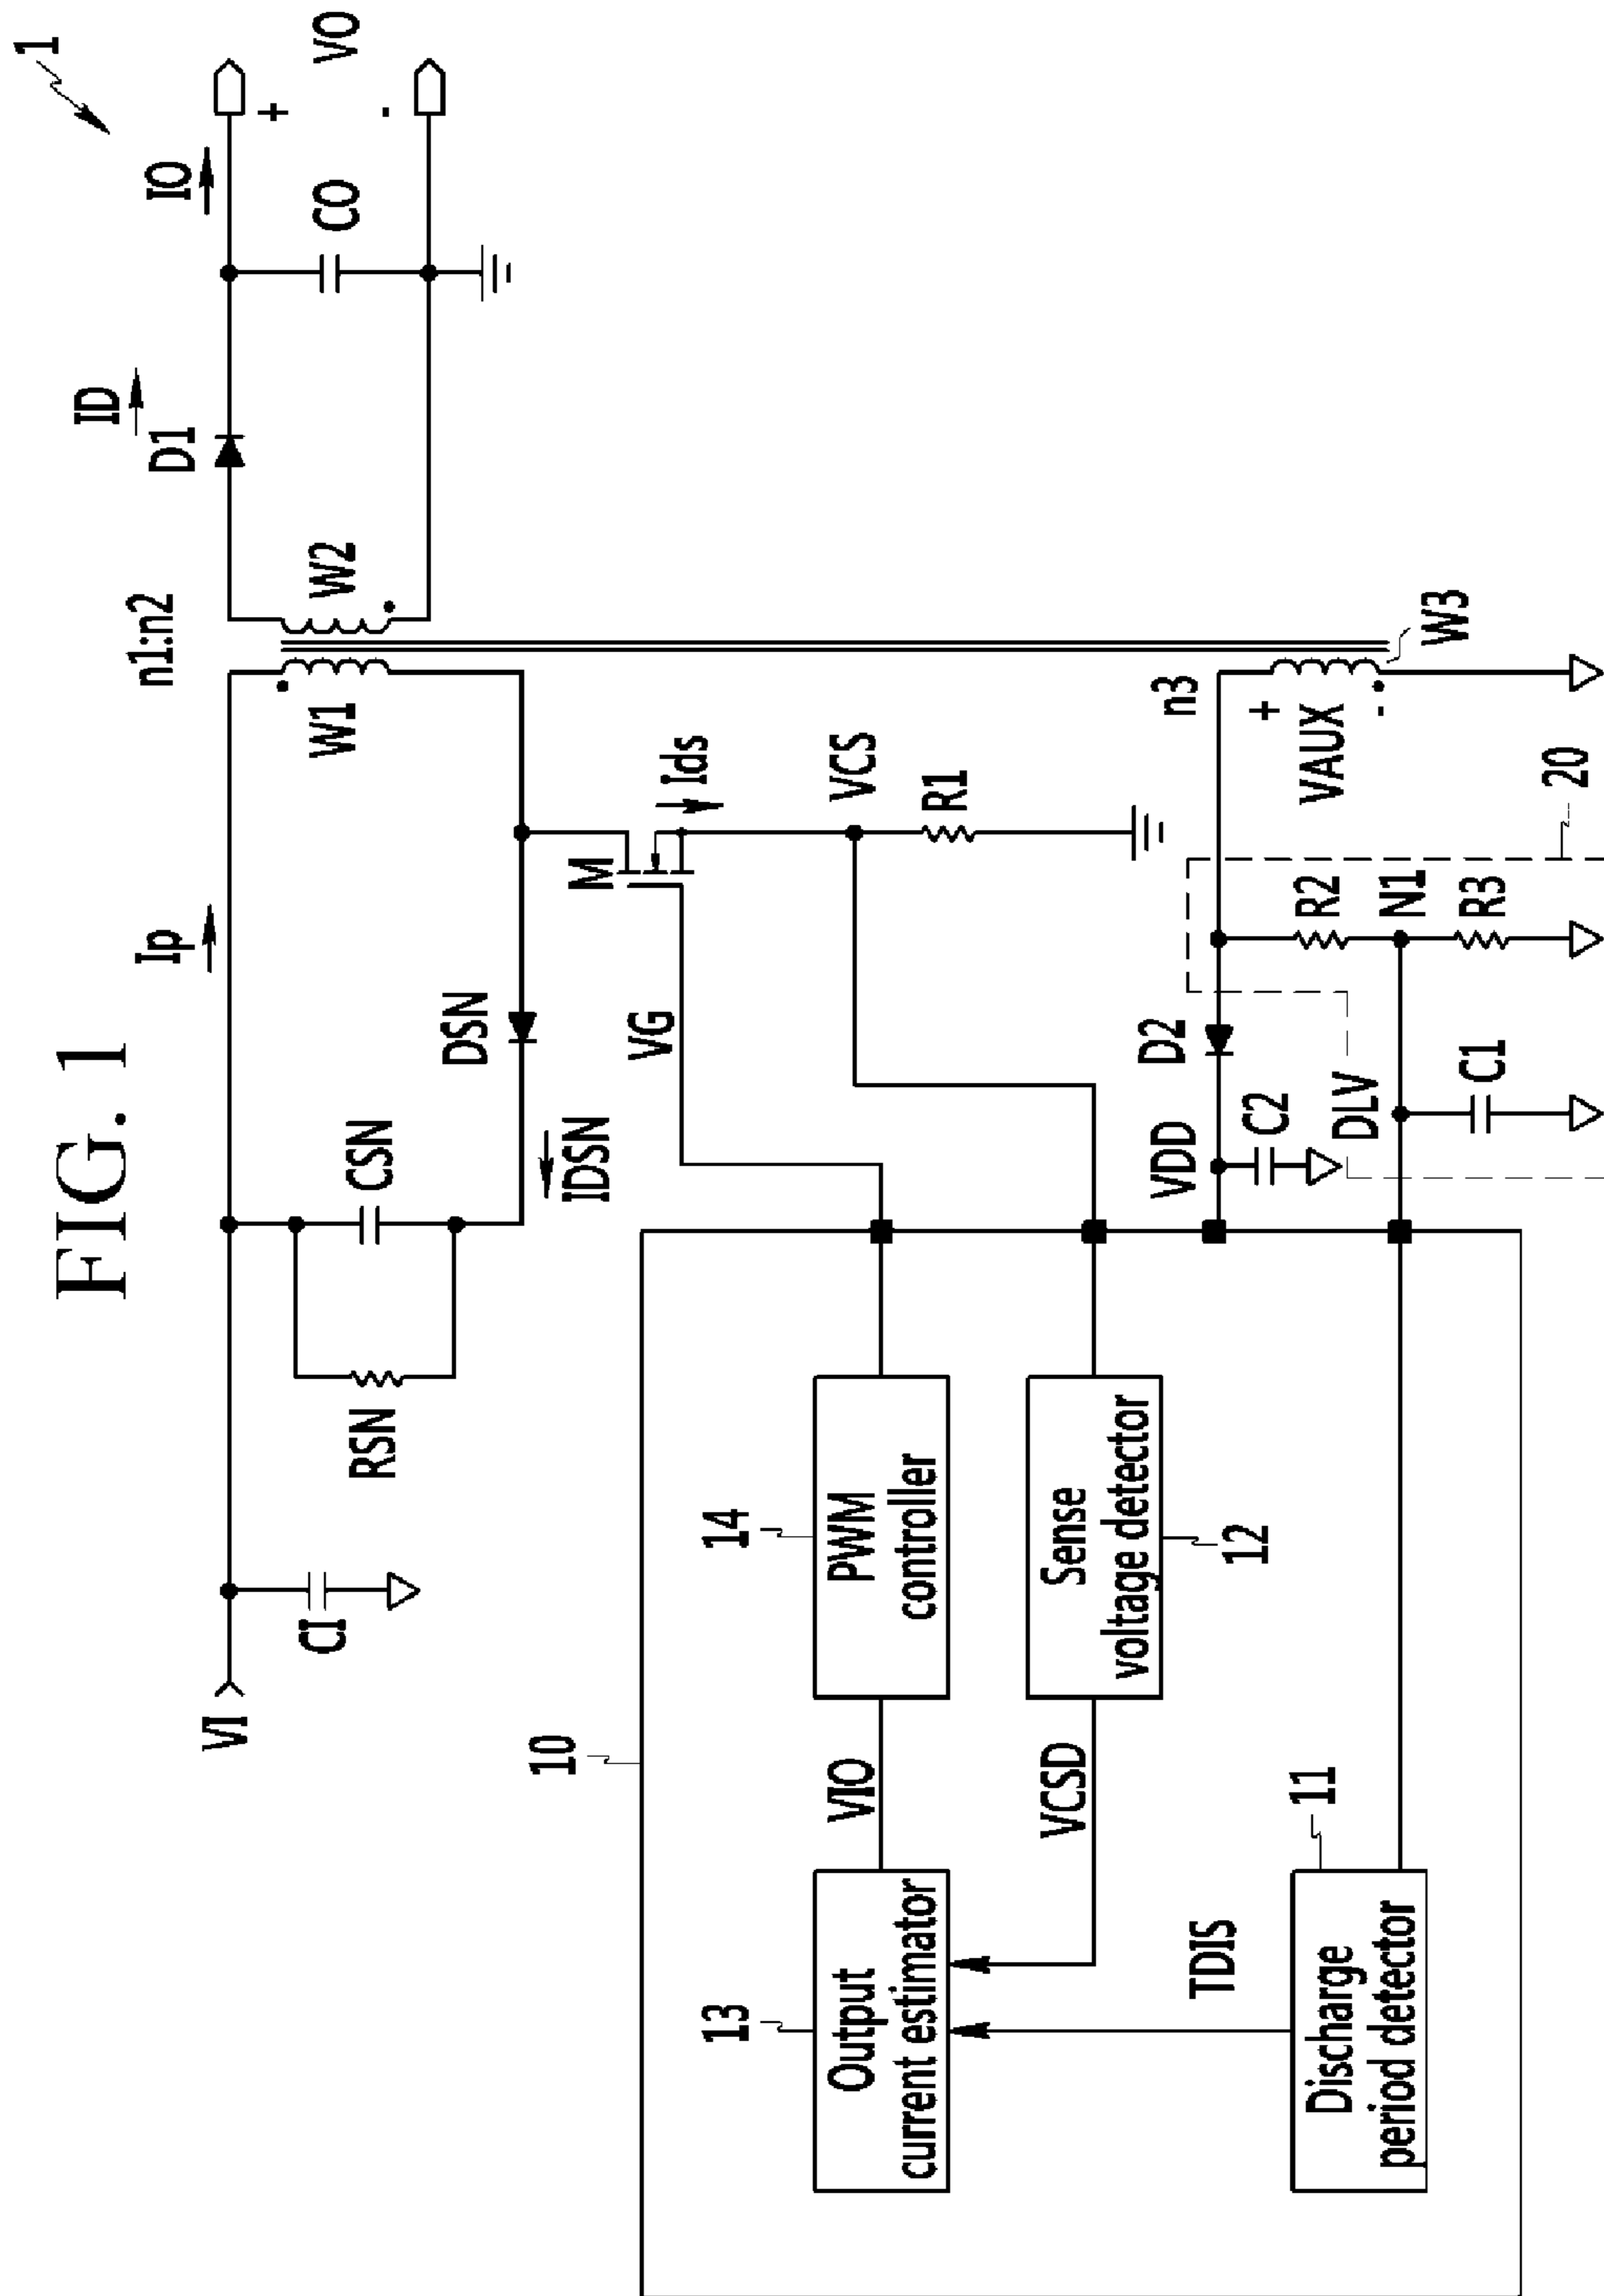 FIG. 1
1
VI
CI
RSN
CSN
Ip
n1:n2
W1
W2
D1
ID
IO
CO
+
VO
-
DSN
IDSN
VG
M
Ids
VCS
R1
10
14
PWM
controller
VIO
13
Output
current estimator
Sense
voltage detector
12
VCSD
TDIS
11
Discharge
period detector
VDD
D2
C2
DLV
C1
R2
N1
R3
20
n3
+
VAUX
-
W3